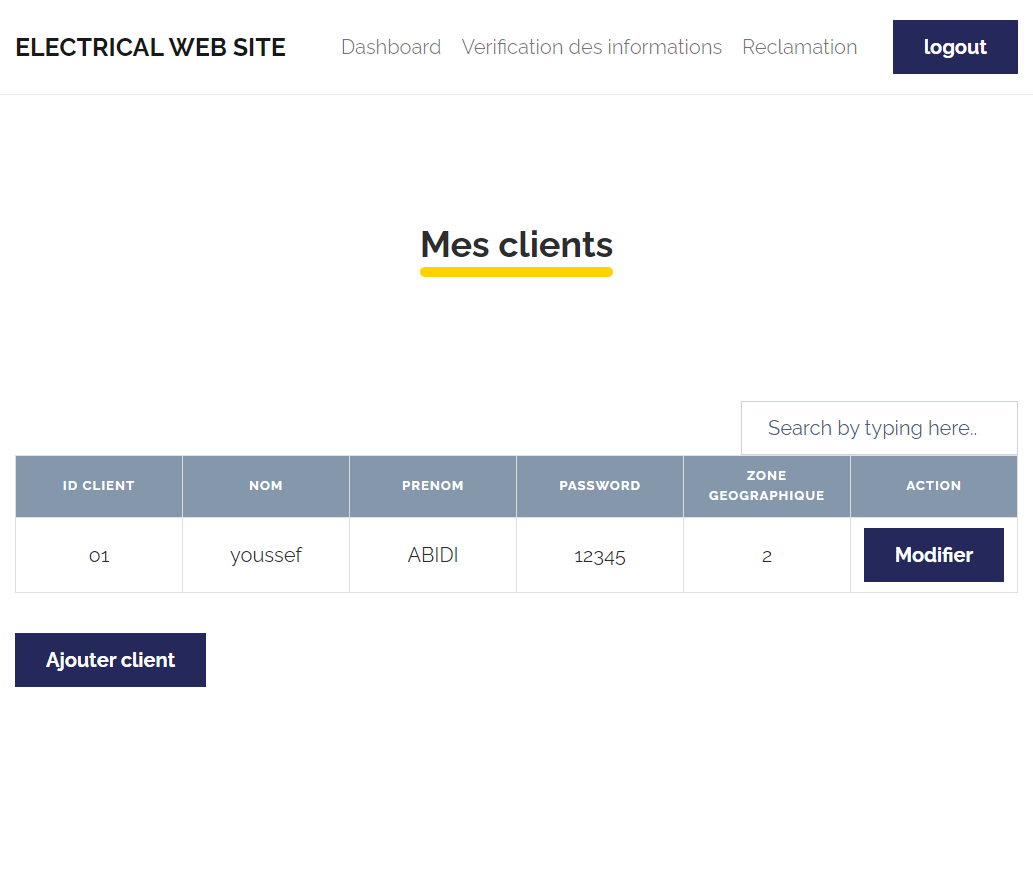 ELECTRICAL WEB SITE Dashboard Verification des informations Reclamation logout
Mes clients
Search by typing here..
ID CLIENT NOM PRENOM PASSWORD ZONE GEOGRAPHIQUE ACTION
01 youssef ABIDI 12345 2 Modifier
Ajouter client